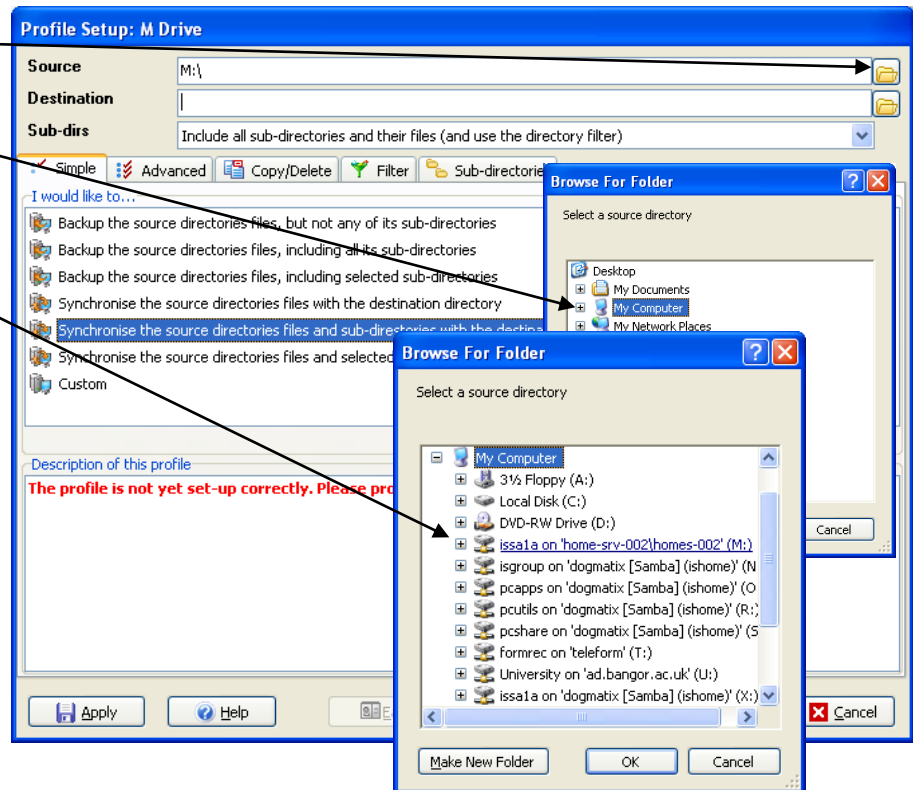 Profile Setup: M Drive
Source M:\
Destination
Sub-dirs Include all sub-directories and their files (and use the directory filter)
Simple Advanced Copy/Delete Filter Sub-directorie
I would like to...
Backup the source directories files, but not any of its sub-directories
Backup the source directories files, including all its sub-directories
Backup the source directories files, including selected sub-directories
Synchronise the source directories files with the destination directory
Synchronise the source directories files and sub-directories with the destina
Synchronise the source directories files and selected
Custom
Description of this profile
The profile is not yet set-up correctly. Please pro
Apply Help Cancel
Browse For Folder
Select a source directory
Desktop
My Documents
My Computer
My Network Places
Cancel
Browse For Folder
Select a source directory
My Computer
3½ Floppy (A:)
Local Disk (C:)
DVD-RW Drive (D:)
issa1a on 'home-srv-002\homes-002' (M:)
isgroup on 'dogmatix [Samba] (ishome)' (N
pcapps on 'dogmatix [Samba] (ishome)' (O
pcutils on 'dogmatix [Samba] (ishome)' (R:
pcshare on 'dogmatix [Samba] (ishome)' (S
formrec on 'teleform' (T:)
University on 'ad.bangor.ac.uk' (U:)
issa1a on 'dogmatix [Samba] (ishome)' (X:)
Make New Folder OK Cancel